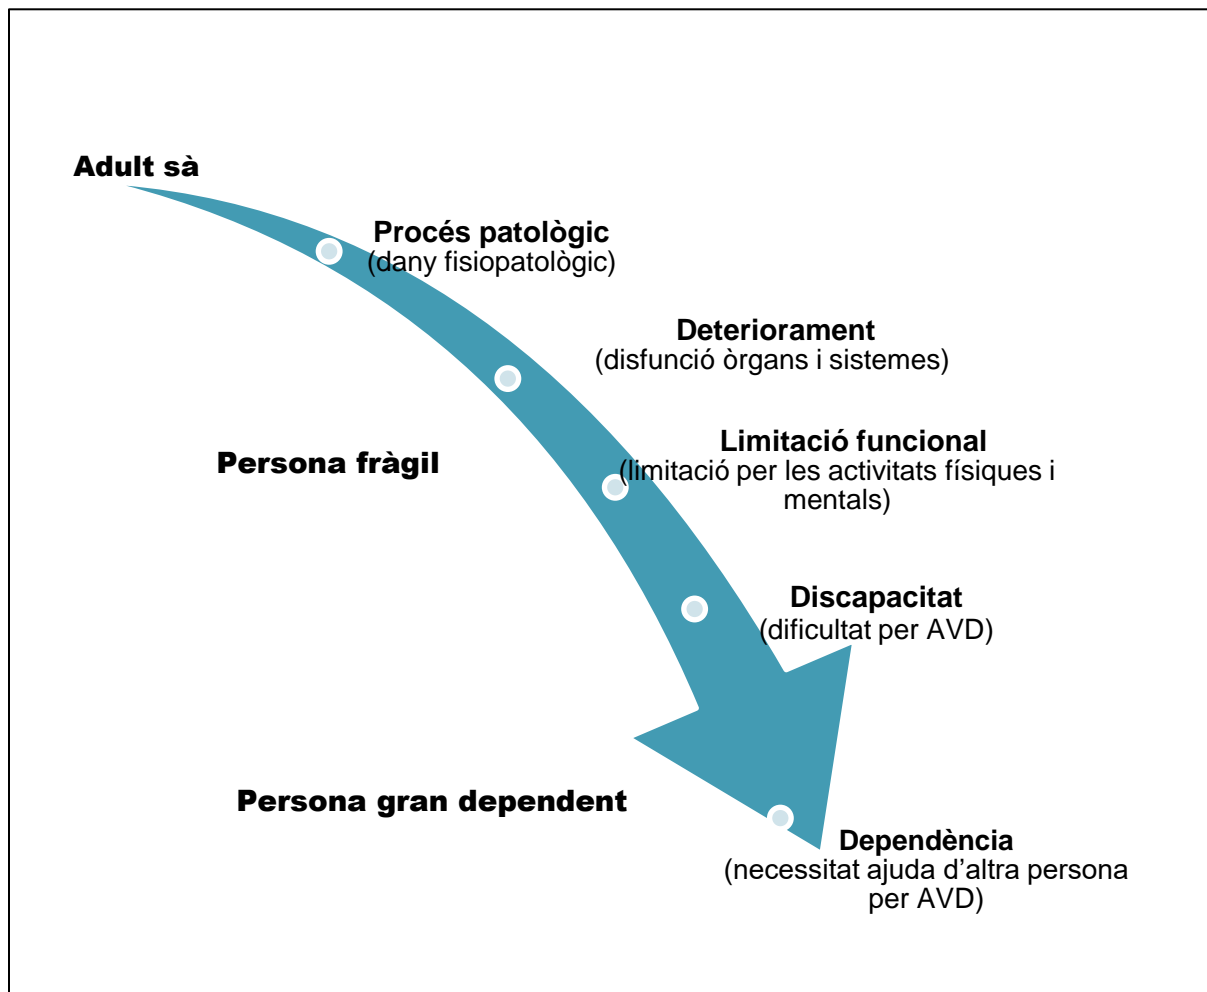 Adult sà
Procés patològic
(dany fisiopatològic)
Deteriorament
(disfunció òrgans i sistemes)
Limitació funcional
(limitació per les activitats físiques i
mentals)
Persona fràgil
Discapacitat
(dificultat per AVD)
Persona gran dependent
Dependència
(necessitat ajuda d’altra persona
per AVD)